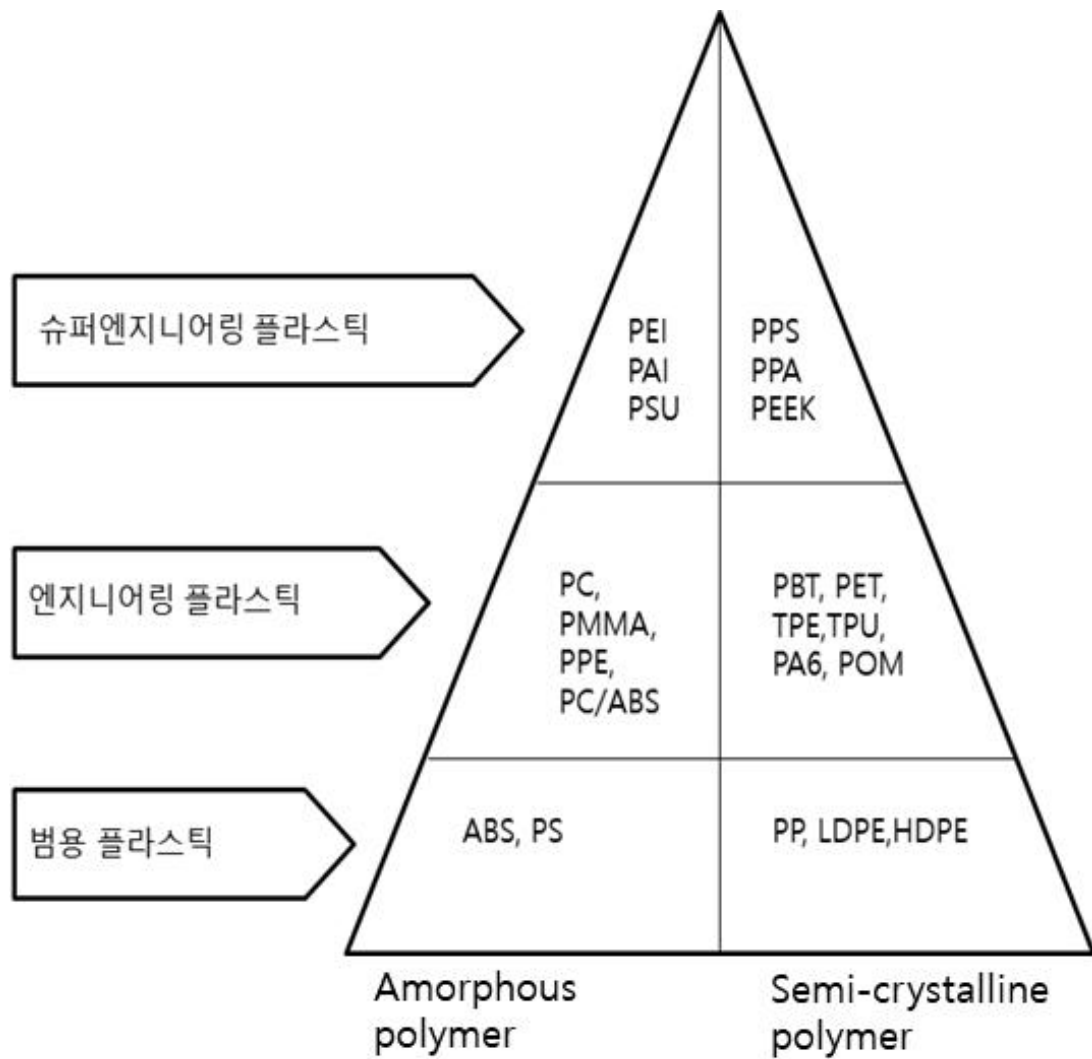 슈퍼엔지니어링 플라스틱
PEI
PAI
PSU
PPS
PPA
PEEK
엔지니어링 플라스틱
PC,
PMMA,
PPE,
PC/ABS
PBT, PET,
TPE,TPU,
PA6, POM
범용 플라스틱
ABS, PS
PP, LDPE,HDPE
Amorphous
polymer
Semi-crystalline
polymer